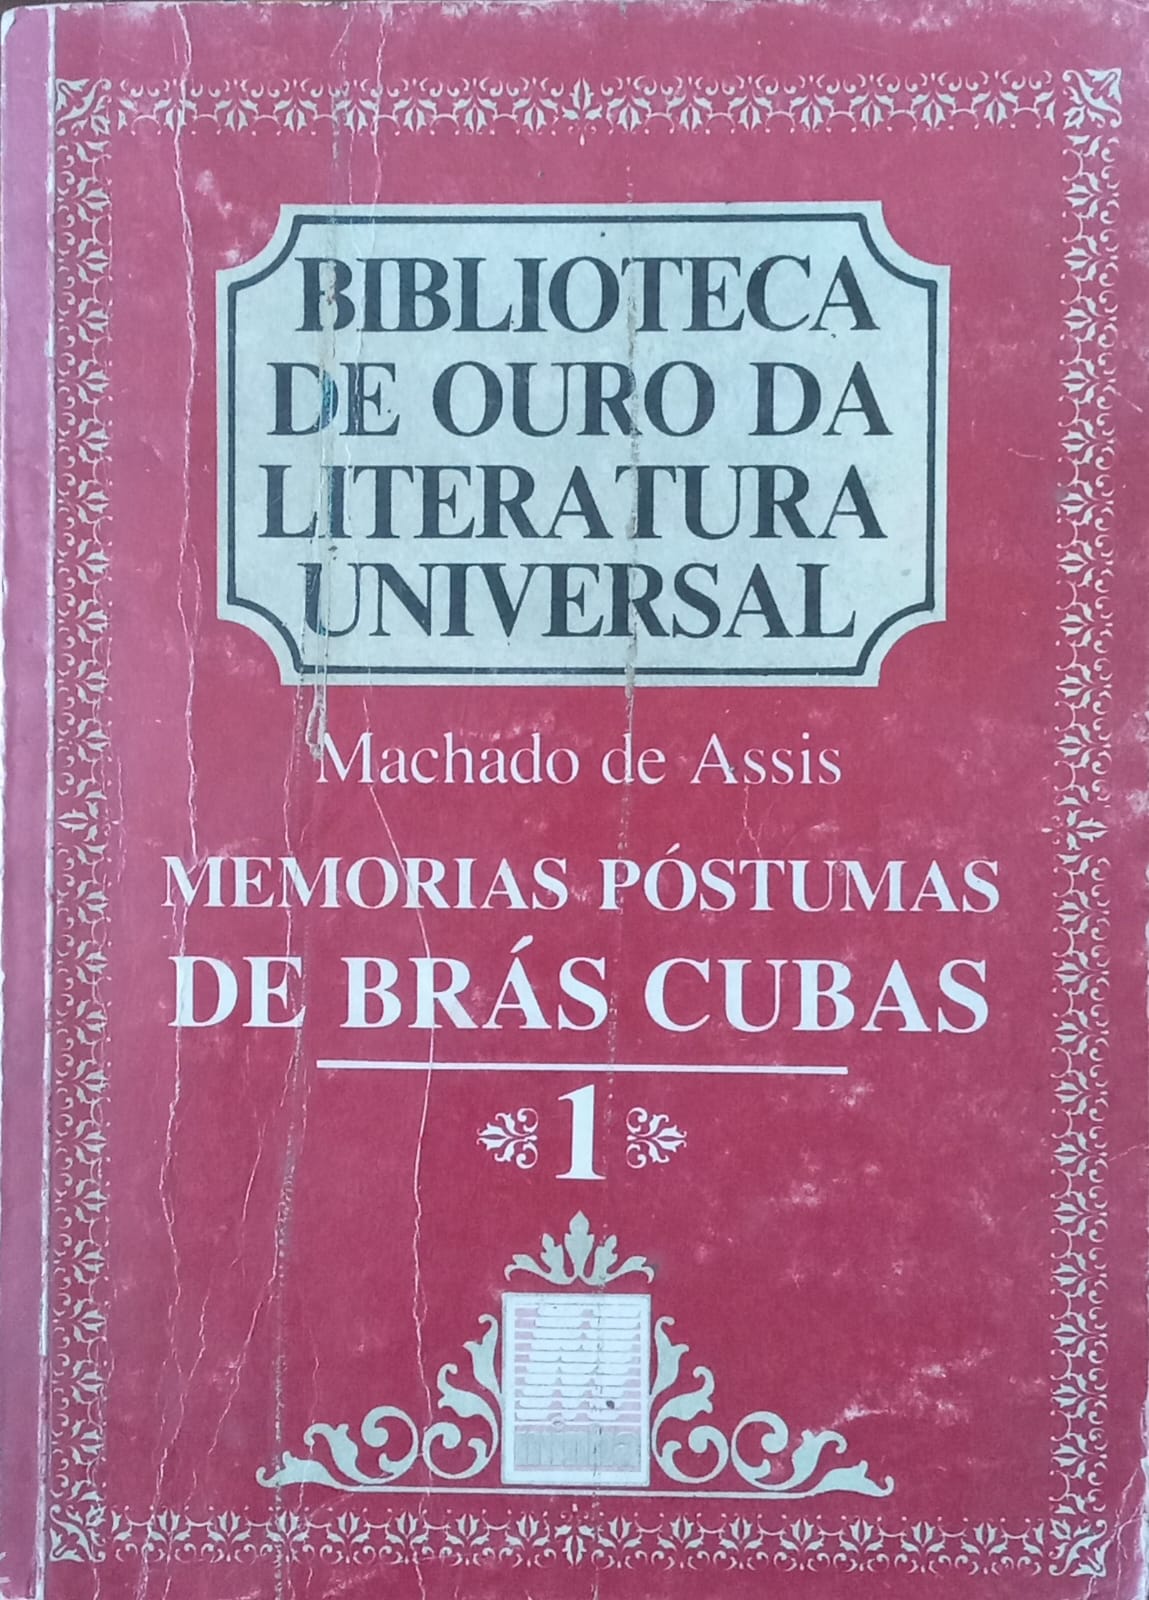 BIBLIOTECA
DE OURO DA
LITERATURA
UNIVERSAL
Machado de Assis
MEMORIAS PÓSTUMAS
DE BRÁS CUBAS
1